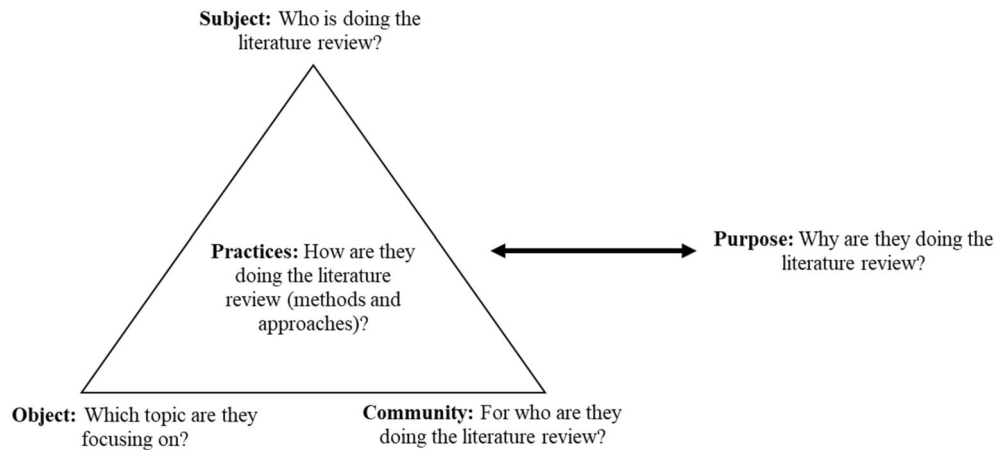 Subject: Who is doing the
literature review?
Practices: How are they
doing the literature
review (methods and
approaches)?
Purpose: Why are they doing the
literature review?
Object: Which topic are they
focusing on?
Community: For who are they
doing the literature review?